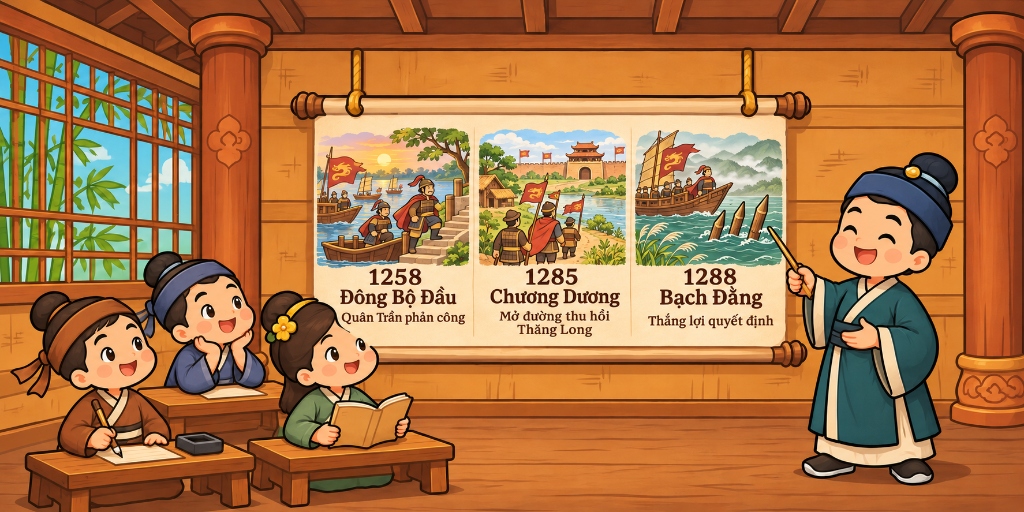 1258
Đông Bộ Đầu
Quân Trần phản công
1285
Chương Dương
Mở đường thu hồi
Thăng Long
1288
Bạch Đằng
Thắng lợi quyết định